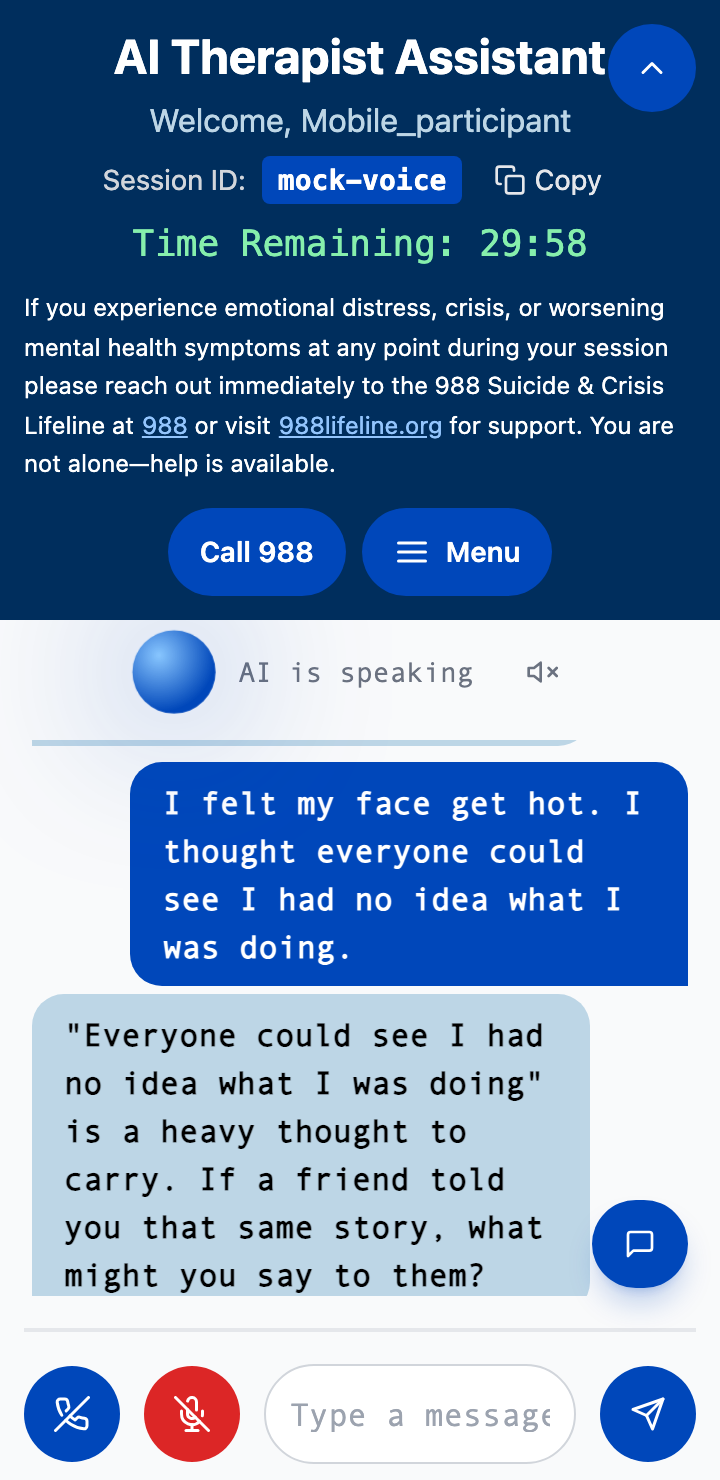 AI Therapist Assistant
Welcome, Mobile_participant
Session ID: mock-voice Copy
Time Remaining: 29:58
If you experience emotional distress, crisis, or worsening
mental health symptoms at any point during your session
please reach out immediately to the 988 Suicide & Crisis
Lifeline at 988 or visit 988lifeline.org for support. You are
not alone—help is available.
Call 988 Menu
AI is speaking
I felt my face get hot. I
thought everyone could
see I had no idea what I
was doing.
"Everyone could see I had
no idea what I was doing"
is a heavy thought to
carry. If a friend told
you that same story, what
might you say to them?
Type a message